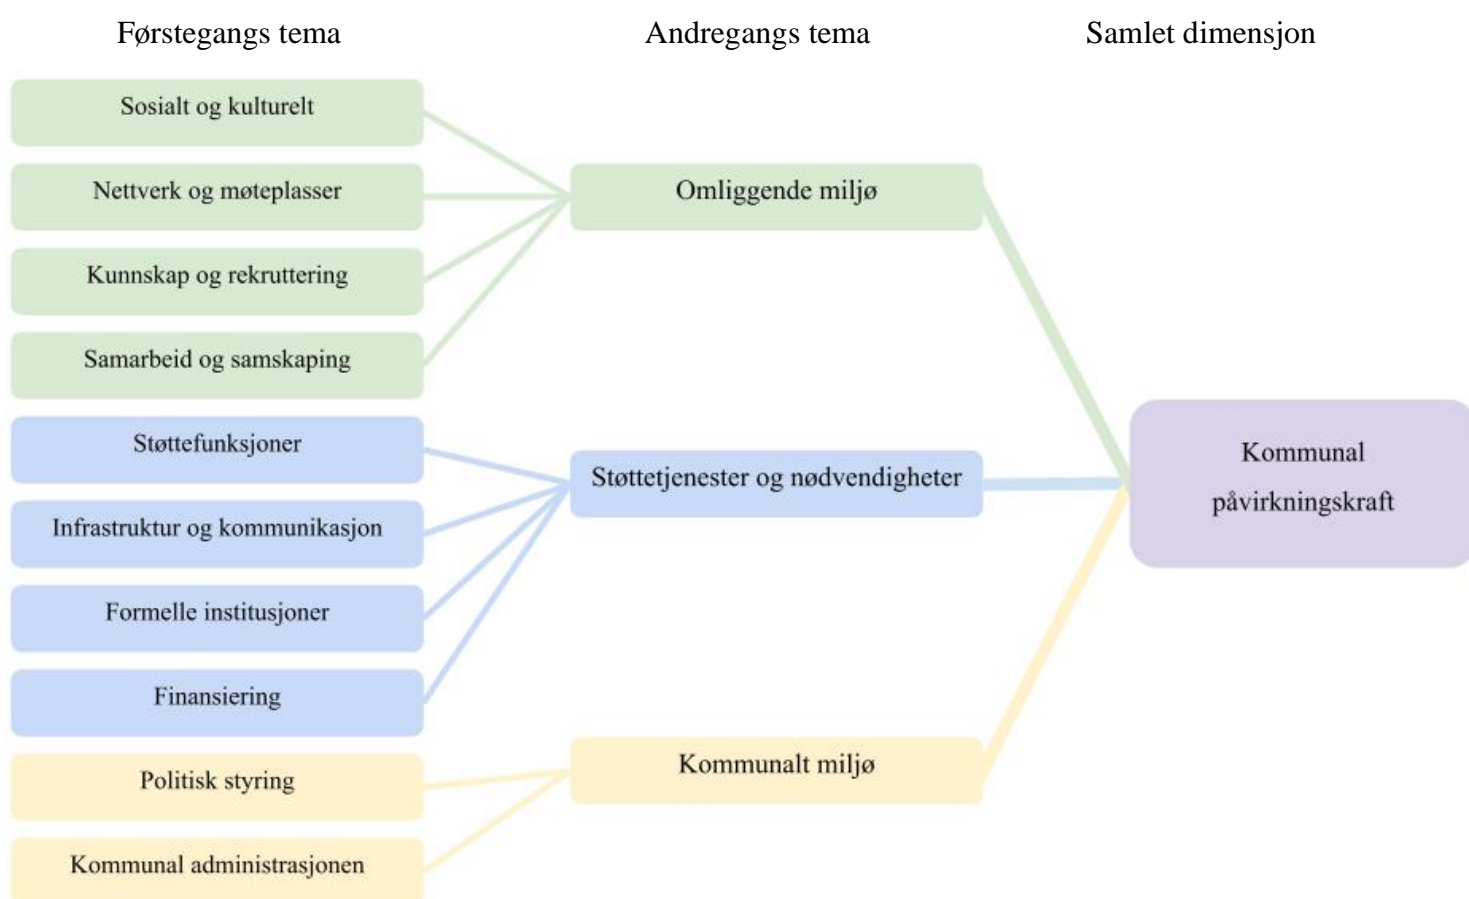 Førstegangs tema
Andregangs tema
Samlet dimensjon
Sosialt og kulturelt
Nettverk og møteplasser
Kunnskap og rekruttering
Samarbeid og samskaping
Støttefunksjoner
Infrastruktur og kommunikasjon
Formelle institusjoner
Finansiering
Politisk styring
Kommunal administrasjonen
Omliggende miljø
Støttetjenester og nødvendigheter
Kommunalt miljø
Kommunal
påvirkningskraft